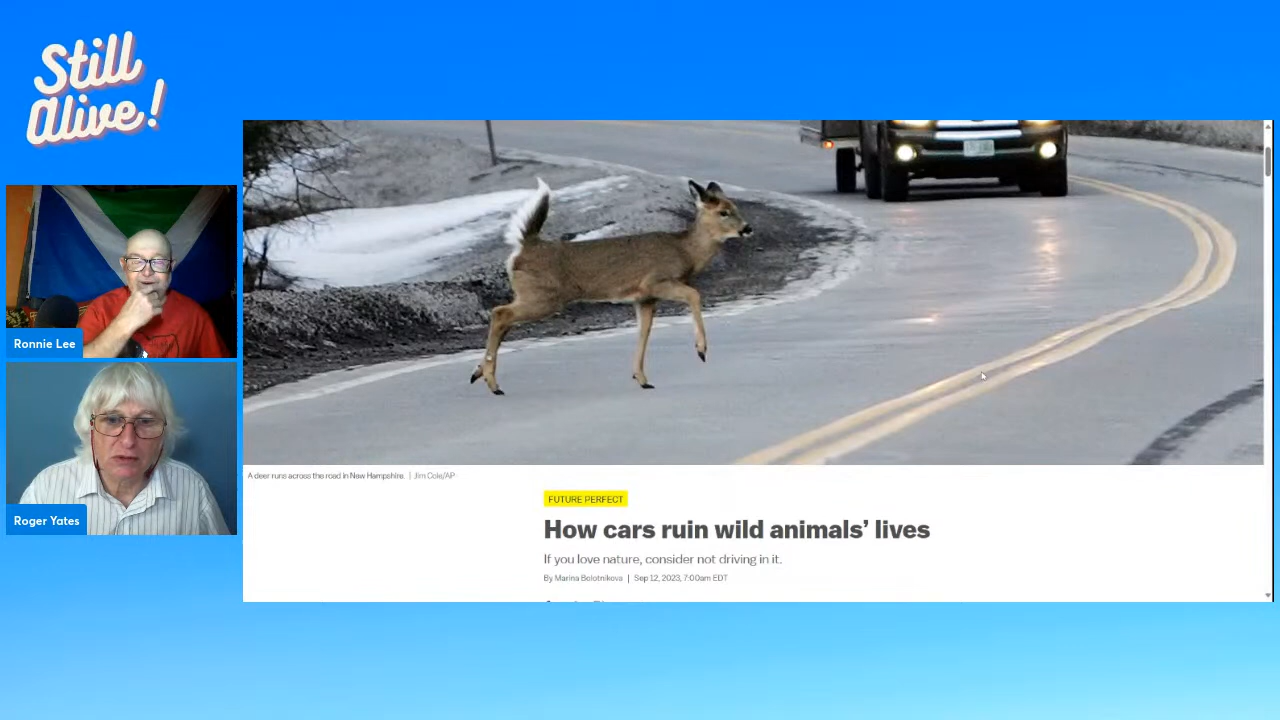 Still
Alive!
Ronnie Lee
Roger Yates
A deer runs across the road in New Hampshire. | Jim Cole/AP
FUTURE PERFECT
How cars ruin wild animals' lives
If you love nature, consider not driving in it.
By Marina Bolotnikova | Sep 12, 2023, 7:00am EDT